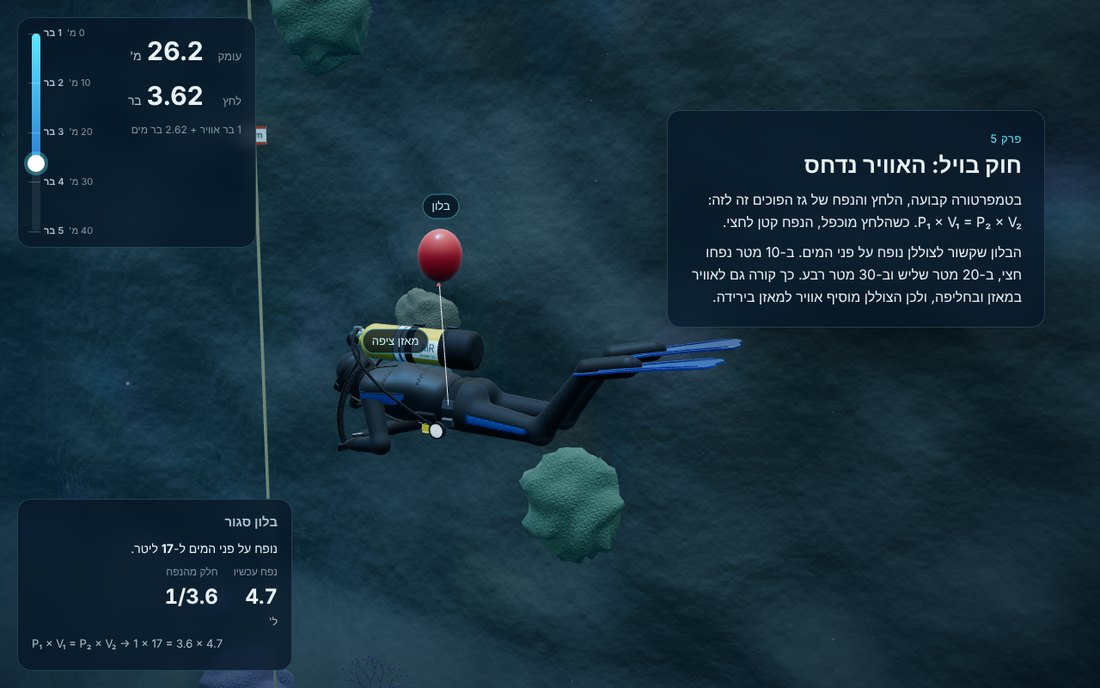 עומק 26.2 מ'
לחץ 3.62 בר
1 בר אוויר + 2.62 בר מים
0 מ' 1 בר
10 מ' 2 בר
20 מ' 3 בר
30 מ' 4 בר
40 מ' 5 בר
פרק 5
חוק בויל: האוויר נדחס
בטמפרטורה קבועה, הלחץ והנפח של גז הפוכים זה לזה:
P₁ × V₁ = P₂ × V₂. כשהלחץ מוכפל, הנפח קטן לחצי.
הבלון שקשור לצוללן נופח על פני המים. ב-10 מטר נפחו
חצי, ב-20 מטר שליש וב-30 מטר רבע. כך קורה גם לאוויר
במאזן ובחליפה, ולכן הצוללן מוסיף אוויר למאזן בירידה.
בלון
מאזן ציפה
בלון סגור
נופח על פני המים ל-17 ליטר.
נפח עכשיו חלק מהנפח
4.7 1/3.6
ל'
P₁ × V₁ = P₂ × V₂ → 1 × 17 = 3.6 × 4.7